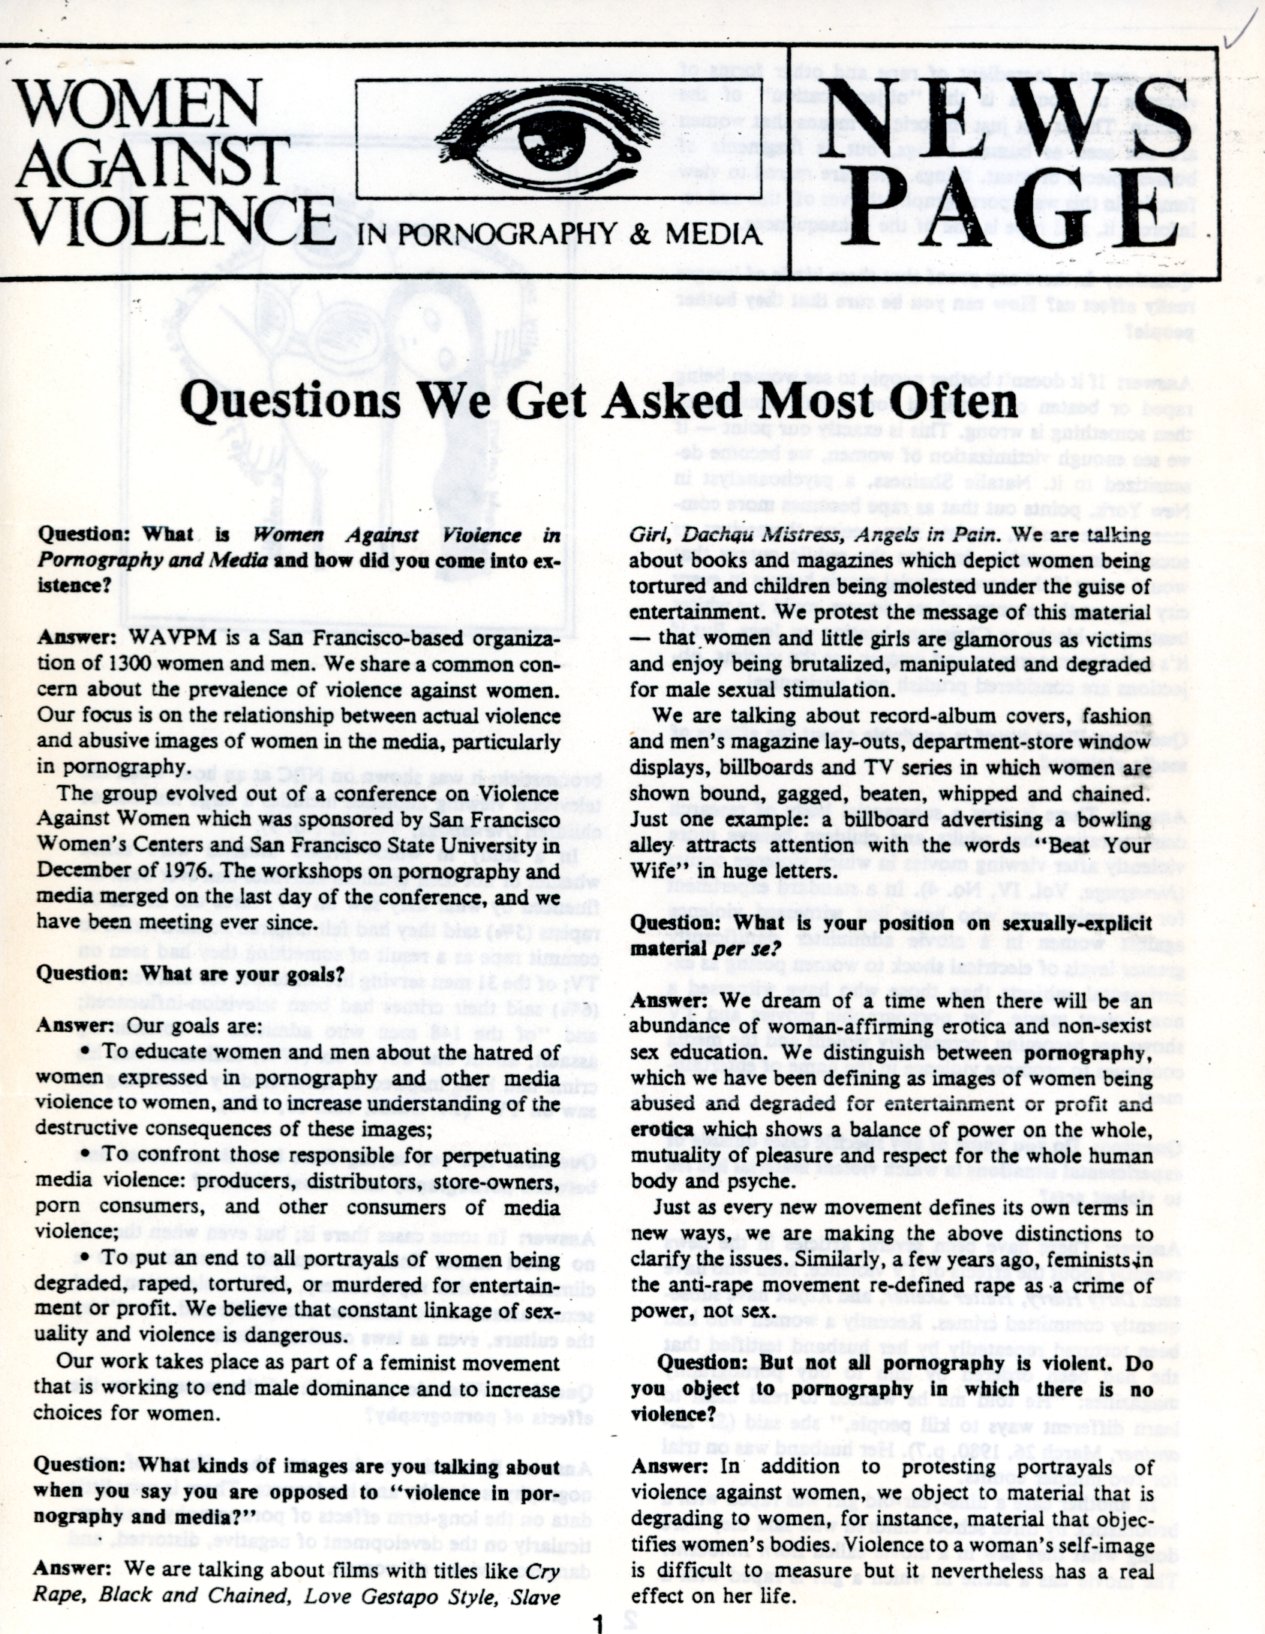 WOMEN
AGAINST
VIOLENCE
IN PORNOGRAPHY & MEDIA
NEWS
PAGE
Questions We Get Asked Most Often
Question: What is Women Against Violence in
Pornography and Media and how did you come into ex-
istence?
Answer: WAVPM is a San Francisco-based organiza-
tion of 1300 women and men. We share a common con-
cern about the prevalence of violence against women.
Our focus is on the relationship between actual violence
and abusive images of women in the media, particularly
in pornography.
The group evolved out of a conference on Violence
Against Women which was sponsored by San Francisco
Women's Centers and San Francisco State University in
December of 1976. The workshops on pornography and
media merged on the last day of the conference, and we
have been meeting ever since.
Question: What are your goals?
Answer: Our goals are:
• To educate women and men about the hatred of
women expressed in pornography and other media
violence to women, and to increase understanding of the
destructive consequences of these images;
• To confront those responsible for perpetuating
media violence: producers, distributors, store-owners,
porn consumers, and other consumers of media
violence;
• To put an end to all portrayals of women being
degraded, raped, tortured, or murdered for entertain-
ment or profit. We believe that constant linkage of sex-
uality and violence is dangerous.
Our work takes place as part of a feminist movement
that is working to end male dominance and to increase
choices for women.
Question: What kinds of images are you talking about
when you say you are opposed to "violence in por-
nography and media?"
Answer: We are talking about films with titles like Cry
Rape, Black and Chained, Love Gestapo Style, Slave
Girl, Dachau Mistress, Angels in Pain. We are talking
about books and magazines which depict women being
tortured and children being molested under the guise of
entertainment. We protest the message of this material
— that women and little girls are glamorous as victims
and enjoy being brutalized, manipulated and degraded
for male sexual stimulation.
We are talking about record-album covers, fashion
and men's magazine lay-outs, department-store window
displays, billboards and TV series in which women are
shown bound, gagged, beaten, whipped and chained.
Just one example: a billboard advertising a bowling
alley attracts attention with the words "Beat Your
Wife" in huge letters.
Question: What is your position on sexually-explicit
material per se?
Answer: We dream of a time when there will be an
abundance of woman-affirming erotica and non-sexist
sex education. We distinguish between pornography,
which we have been defining as images of women being
abused and degraded for entertainment or profit and
erotica which shows a balance of power on the whole,
mutuality of pleasure and respect for the whole human
body and psyche.
Just as every new movement defines its own terms in
new ways, we are making the above distinctions to
clarify the issues. Similarly, a few years ago, feminists in
the anti-rape movement re-defined rape as a crime of
power, not sex.
Question: But not all pornography is violent. Do
you object to pornography in which there is no
violence?
Answer: In addition to protesting portrayals of
violence against women, we object to material that is
degrading to women, for instance, material that objec-
tifies women's bodies. Violence to a woman's self-image
is difficult to measure but it nevertheless has a real
effect on her life.
1